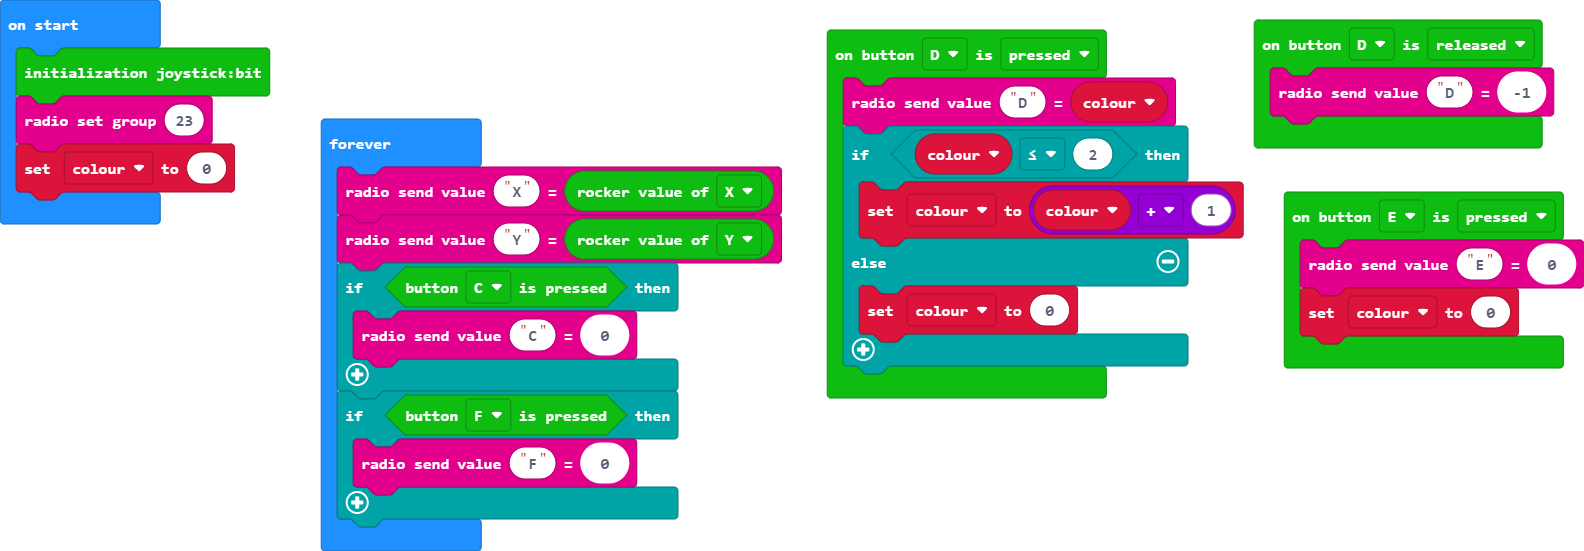 on start
initialization joystick:bit
radio set group 23
set colour to 0
forever
radio send value "X" = rocker value of X
radio send value "Y" = rocker value of Y
if button C is pressed then
radio send value "C" = 0
if button F is pressed then
radio send value "F" = 0
on button D is pressed
radio send value "D" = colour
if colour ≤ 2 then
set colour to colour + 1
else
set colour to 0
on button D is released
radio send value "D" = -1
on button E is pressed
radio send value "E" = 0
set colour to 0